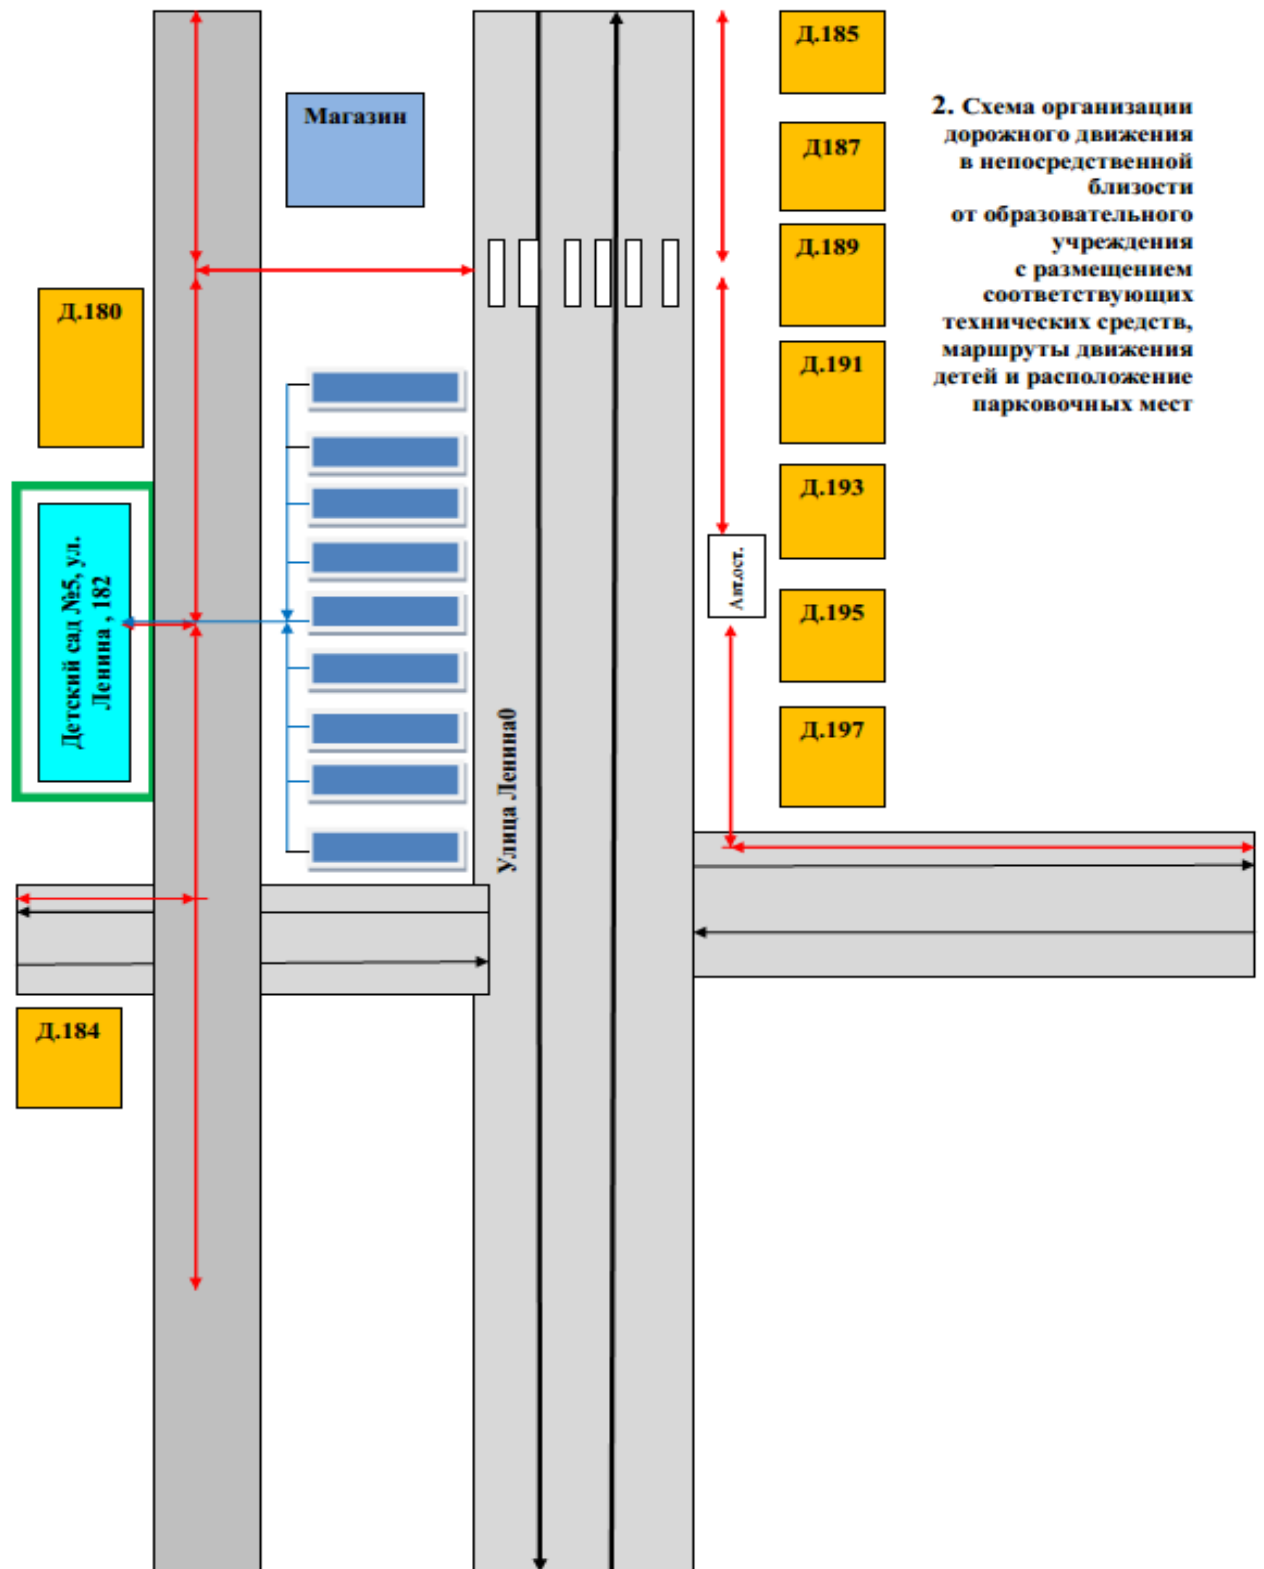 Д.185
Магазин
2. Схема организации
дорожного движения
в непосредственной
близости
от образовательного
учреждения
с размещением
соответствующих
технических средств,
маршруты движения
детей и расположение
парковочных мест
Д187
Д.189
Д.180
Д.191
Д.193
Авт.ост.
Детский сад №5, ул.
Ленина , 182
Д.195
Д.197
Улица Ленина0
Д.184